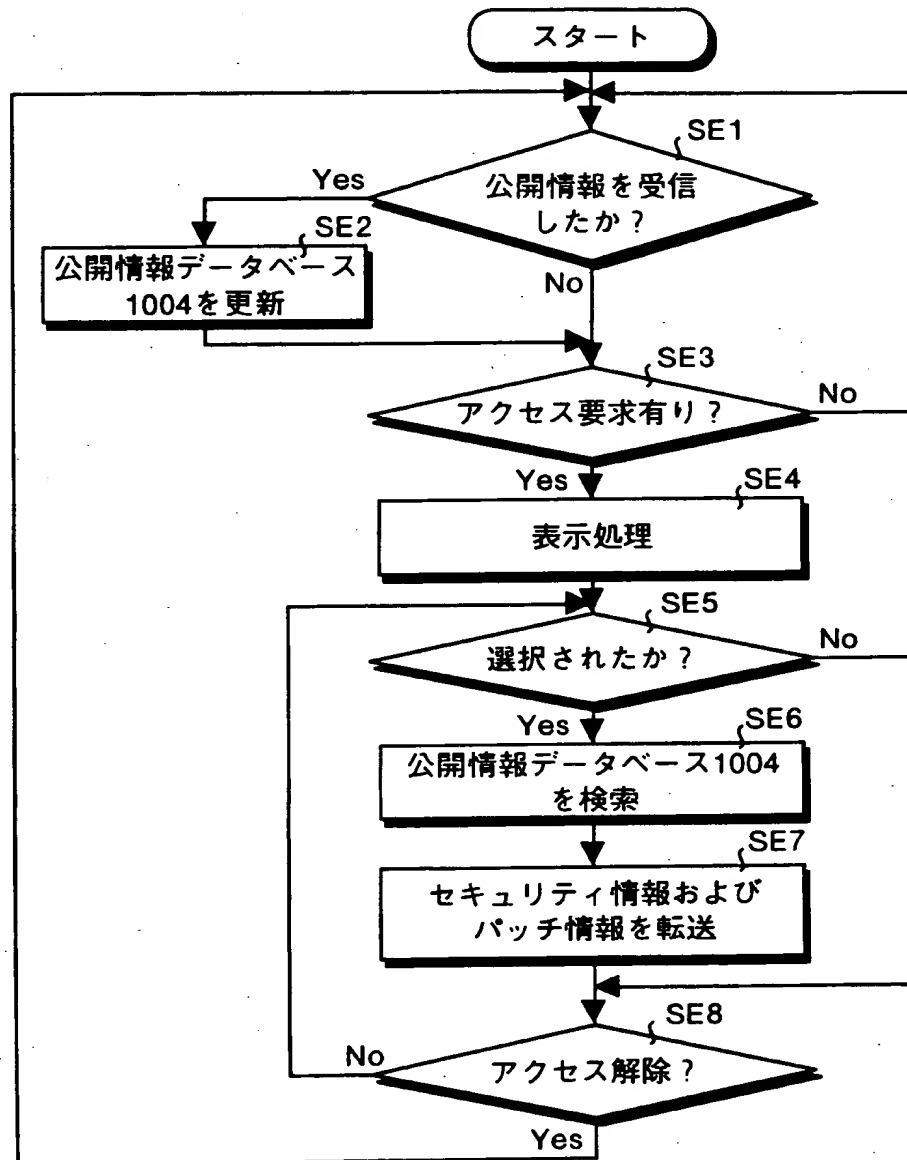 スタート
SE1
公開情報を受信
したか？
Yes
No
SE2
公開情報データベース
1004を更新
SE3
アクセス要求有り？
No
Yes
SE4
表示処理
SE5
選択されたか？
No
Yes
SE6
公開情報データベース1004
を検索
SE7
セキュリティ情報および
パッチ情報を転送
SE8
アクセス解除？
No
Yes